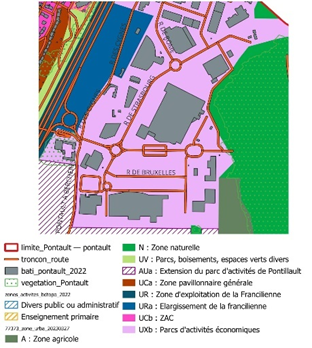 R DE STRASBOURG
R DE BRUXELLES
limite_Pontault — pontault
troncon_route
bati_pontault_2022
vegetation_Pontault
zones_activites_bdtopo_2022
Divers public ou administratif
Enseignement primaire
77373_zone_urba_20230327
A : Zone agricole
N : Zone naturelle
UV : Parcs, boisements, espaces verts divers
AUa : Extension du parc d'activités de Pontillault
UCa : Zone pavillonaire générale
UR : Zone d'exploitation de la Francilienne
URa : Elargissement de la francilienne
UCb : ZAC
UXb : Parcs d'activités économiques